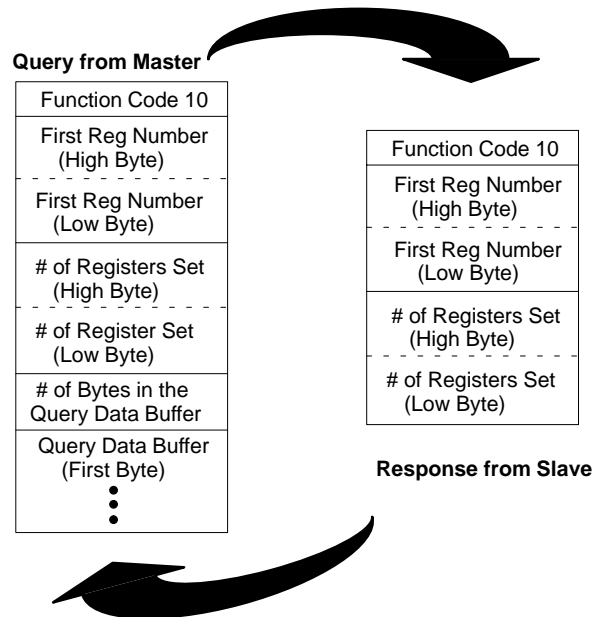 Query from Master
Function Code 10
First Reg Number
(High Byte)
First Reg Number
(Low Byte)
# of Registers Set
(High Byte)
# of Register Set
(Low Byte)
# of Bytes in the
Query Data Buffer
Query Data Buffer
(First Byte)
Function Code 10
First Reg Number
(High Byte)
First Reg Number
(Low Byte)
# of Registers Set
(High Byte)
# of Registers Set
(Low Byte)
Response from Slave